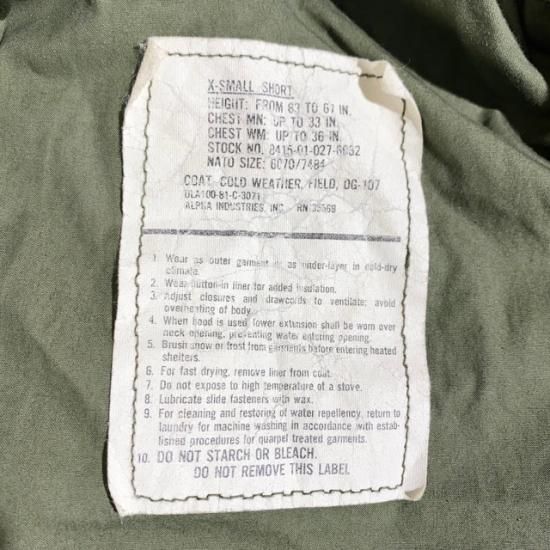 X-SMALL SHORT
HEIGHT: FROM 63 TO 67 IN.
CHEST MN: UP TO 33 IN.
CHEST WM: UP TO 36 IN.
STOCK NO. 8415-01-027-6032
NATO SIZE: 6070/7484
COAT, COLD WEATHER, FIELD, OG-107
DLA100-81-C-3071
ALPHA INDUSTRIES, INC. RN 35569
1. Wear as outer garment or as under-layer in cold-dry
climate.
2. Wear button-in liner for added insulation.
3. Adjust closures and drawcords to ventilate; avoid
overheating of body.
4. When hood is used, lower extension shall be worn over
neck opening, preventing water entering opening.
5. Brush snow or frost from garments before entering heated
shelters.
6. For fast drying, remove liner from coat.
7. Do not expose to high temperature of a stove.
8. Lubricate slide fasteners with wax.
9. For cleaning and restoring of water repellency, return to
laundry for machine washing in accordance with estab-
lished procedures for quarpel treated garments.
10. DO NOT STARCH OR BLEACH.
DO NOT REMOVE THIS LABEL